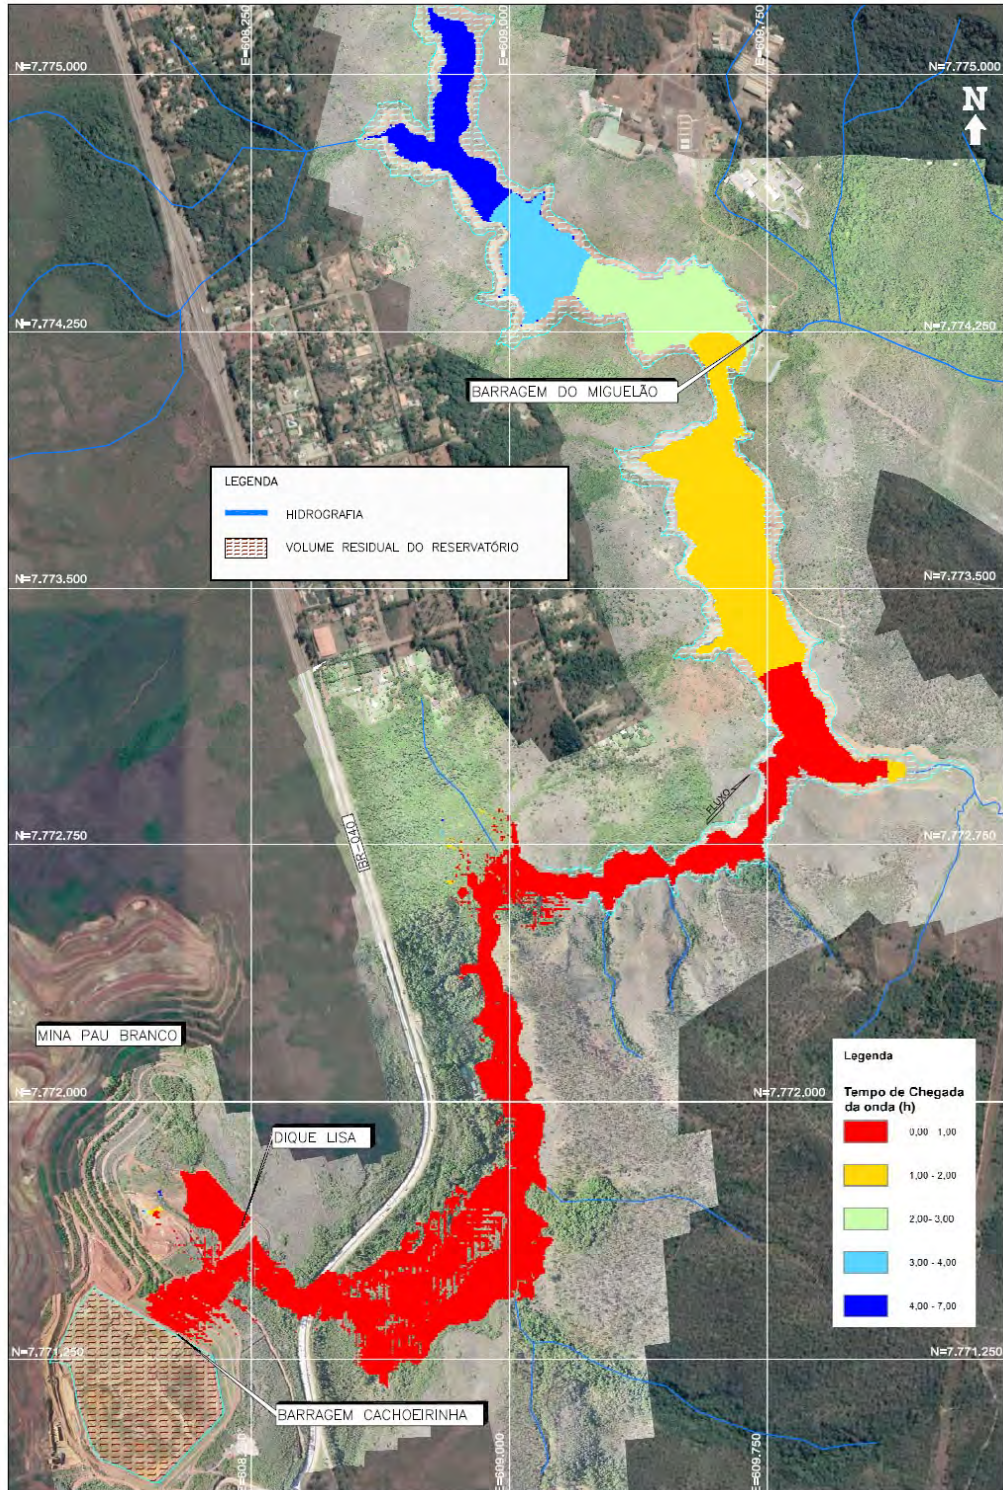 E=608.250
E=609.000
E=608.750
N=7.775.000
N=7.775.000
N
N=7.774.250
N=7.774.250
BARRAGEM DO MIGUELÃO
LEGENDA
HIDROGRAFIA
VOLUME RESIDUAL DO RESERVATÓRIO
N=7.773.500
N=7.773.500
FLUXO
BR-040
N=7.772.750
N=7.772.750
MINA PAU BRANCO
N=7.772.000
N=7.772.000
DIQUE LISA
Legenda
Tempo de Chegada
da onda (h)
0,00 - 1,00
1,00 - 2,00
2,00- 3,00
3,00 - 4,00
4,00 - 7,00
N=7.771.250
N=7.771.250
BARRAGEM CACHOEIRINHA
E=609.000
E=609.750